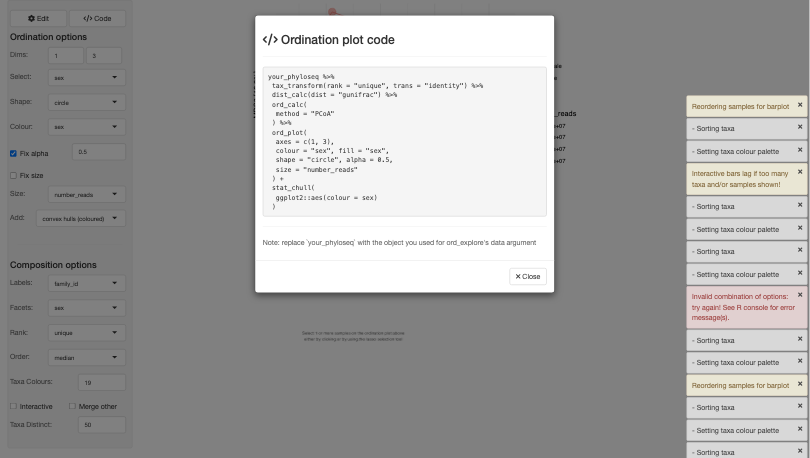 Edit
</> Code
Ordination options
Dims: 1 3
Select: sex
Shape: circle
Colour: sex
Fix alpha 0.5
Fix size
Size: number_reads
Add: convex hulls (coloured)
Composition options
Labels: family_id
Facets: sex
Rank: unique
Order: median
Taxa Colours: 19
Interactive Merge other
Taxa Distinct: 50
</> Ordination plot code
your_phyloseq %>%
tax_transform(rank = "unique", trans = "identity") %>%
dist_calc(dist = "gunifrac") %>%
ord_calc(
method = "PCoA"
) %>%
ord_plot(
axes = c(1, 3),
colour = "sex", fill = "sex",
shape = "circle", alpha = 0.5,
size = "number_reads"
) +
stat_chull(
ggplot2::aes(colour = sex)
)
Note: replace `your_phyloseq` with the object you used for ord_explore's data argument
× Close
ale
e
_reads
e+07
e+07
e+07
e+07
Reordering samples for barplot ×
- Sorting taxa ×
- Setting taxa colour palette ×
Interactive bars lag if too many ×
taxa and/or samples shown!
- Sorting taxa ×
- Setting taxa colour palette ×
- Sorting taxa ×
- Setting taxa colour palette ×
Invalid combination of options: ×
try again! See R console for error
message(s).
- Sorting taxa ×
- Setting taxa colour palette ×
Reordering samples for barplot ×
- Sorting taxa ×
- Setting taxa colour palette ×
- Sorting taxa ×